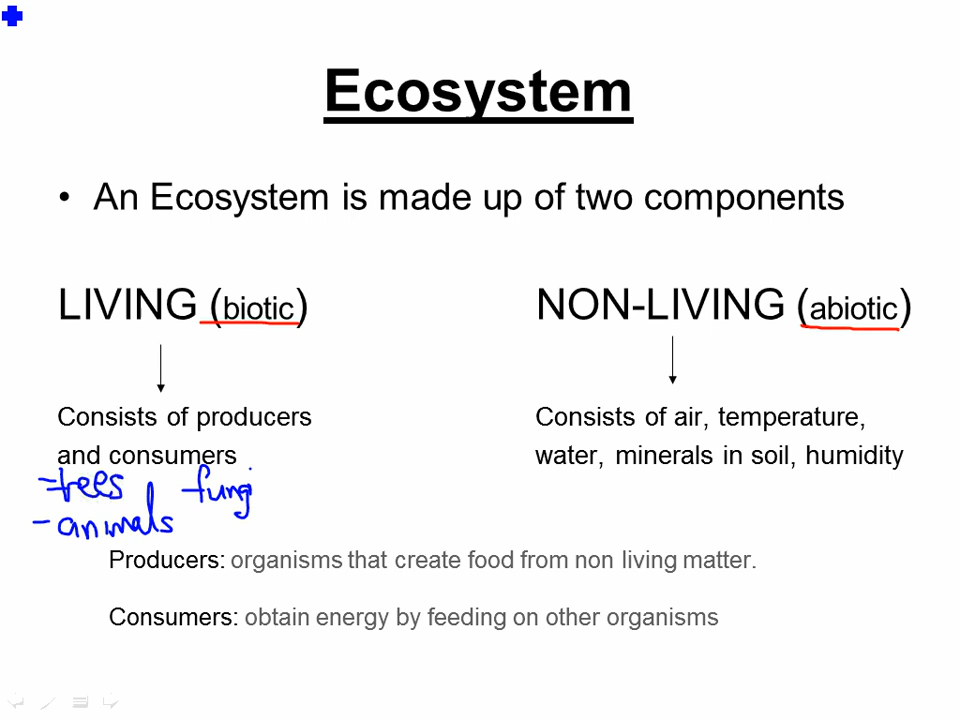 Ecosystem
• An Ecosystem is made up of two components
LIVING (biotic)
NON-LIVING (abiotic)
Consists of producers
and consumers
Consists of air, temperature,
water, minerals in soil, humidity
-trees
-fungi
-animals
Producers: organisms that create food from non living matter.
Consumers: obtain energy by feeding on other organisms